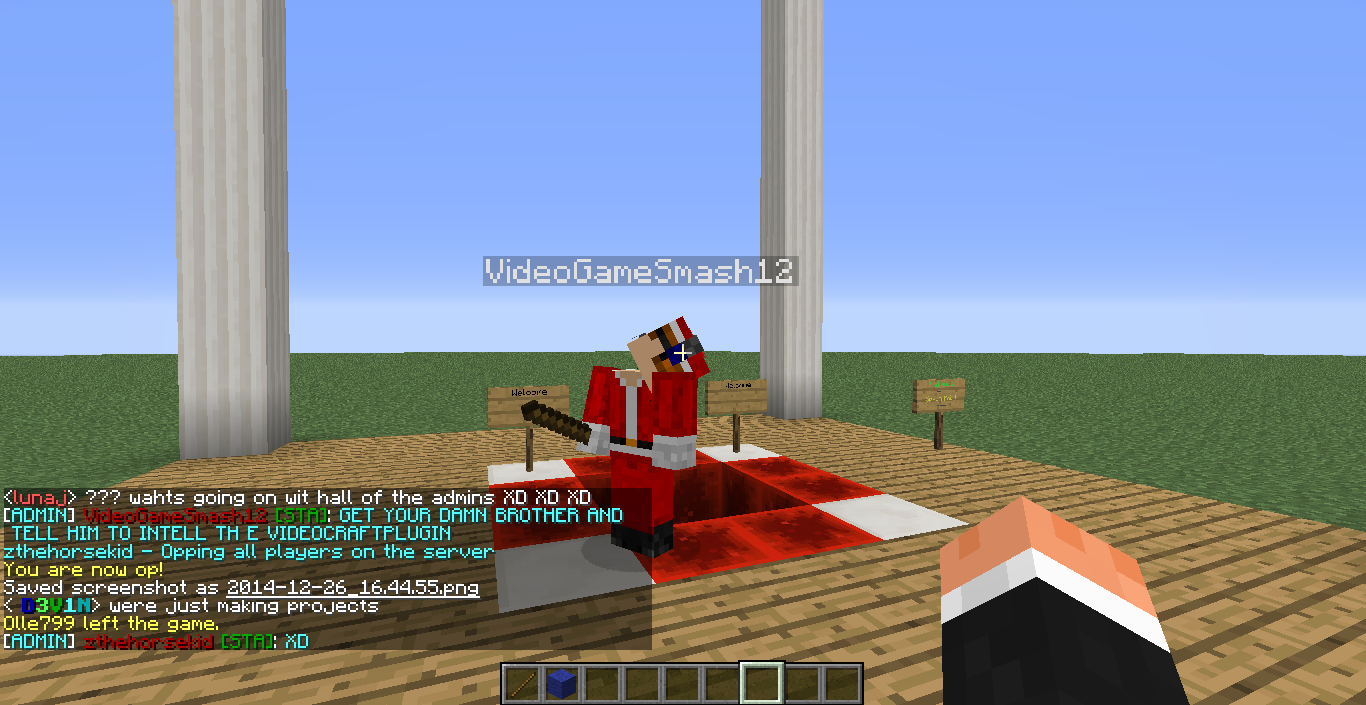 VideoGameSmash12
Welcome
Welcome
<lunaj> ??? wahts going on wit hall of the admins XD XD XD
[ADMIN] VideoGameSmash12 [STA]: GET YOUR DAMN BROTHER AND
TELL HIM TO INTELL TH E VIDEOCRAFTPLUGIN
zthehorsekid - Opping all players on the server
You are now op!
Saved screenshot as 2014-12-26_16.44.55.png
< D3V1N> were just making projects
Olle799 left the game.
[ADMIN] zthehorsekid [STA]: XD